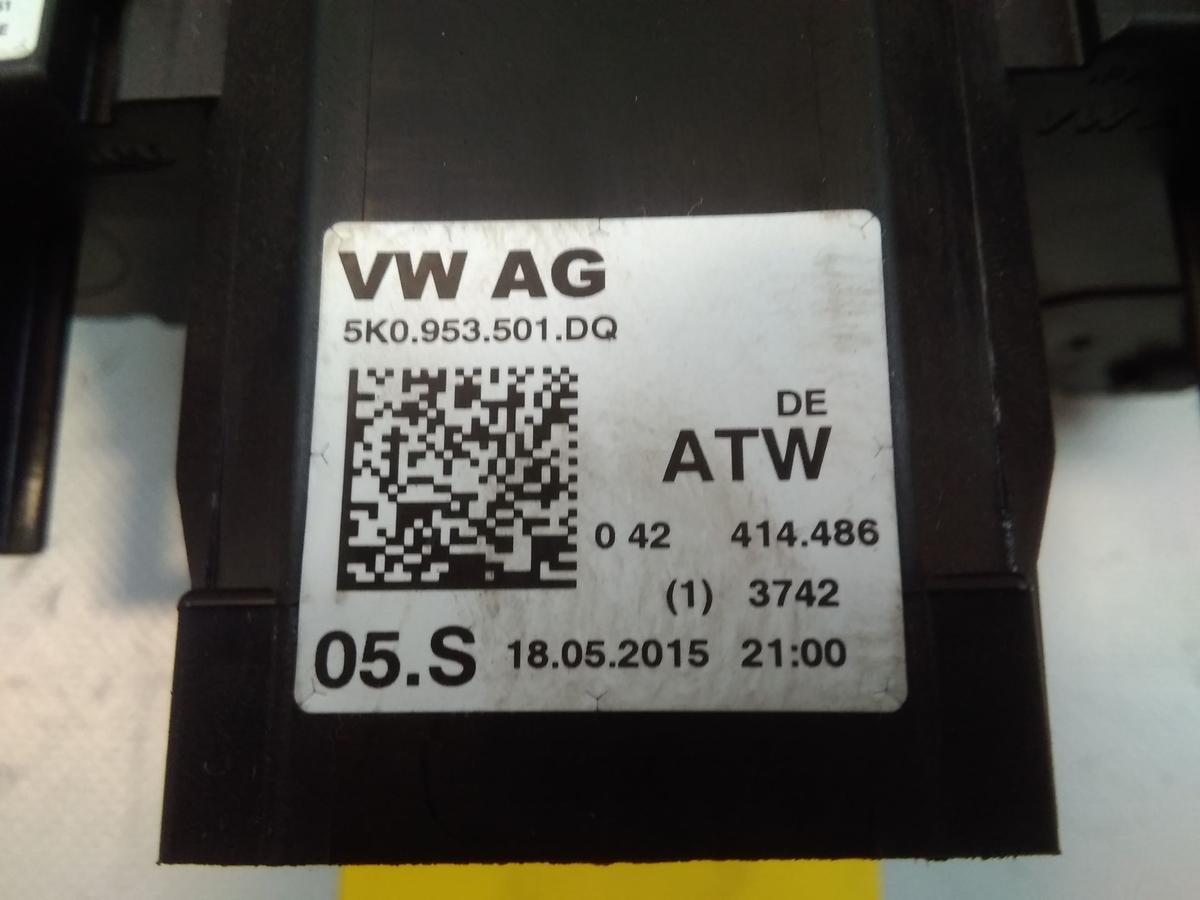 51
E
VW AG
5K0.953.501.DQ
DE
ATW
0 42 414.486
(1) 3742
05.S 18.05.2015 21:00